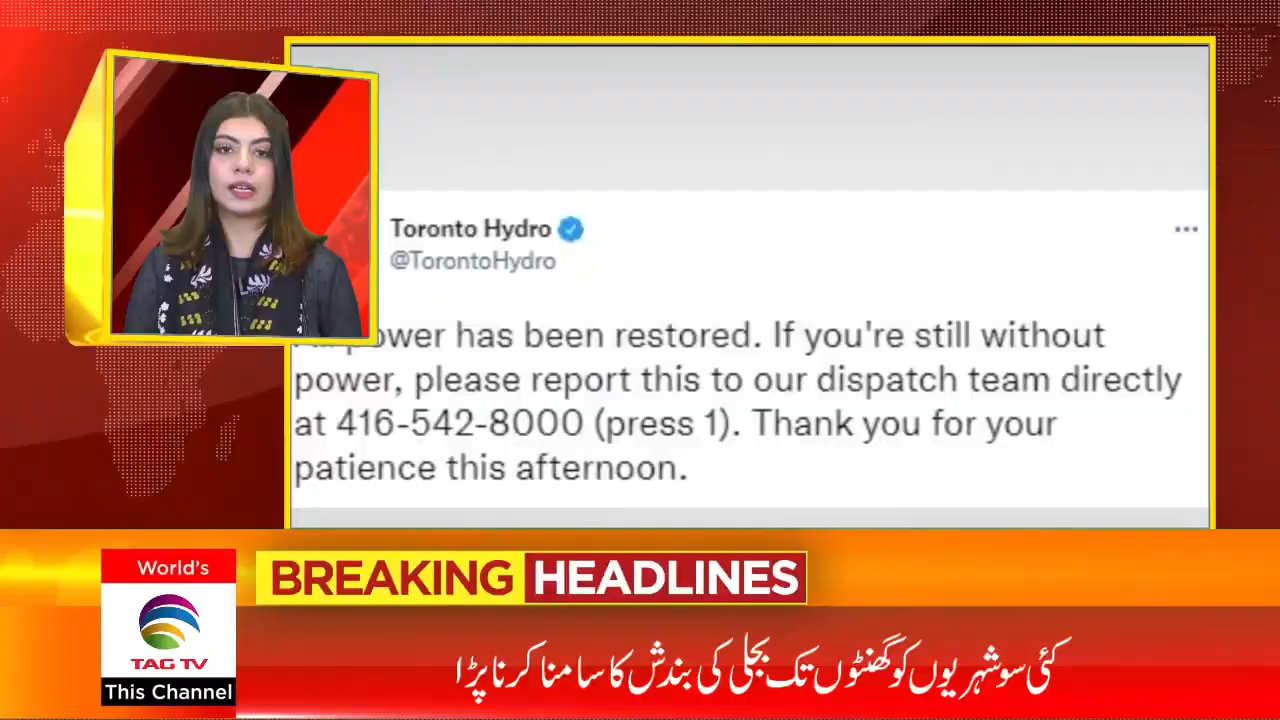 Toronto Hydro
@TorontoHydro
power has been restored. If you're still without
power, please report this to our dispatch team directly
at 416-542-8000 (press 1). Thank you for your
patience this afternoon.
World's
TAG TV
This Channel
BREAKING HEADLINES
کئی سو شہریوں کو گھنٹوں تک بجلی کی بندش کا سامنا کرنا پڑا